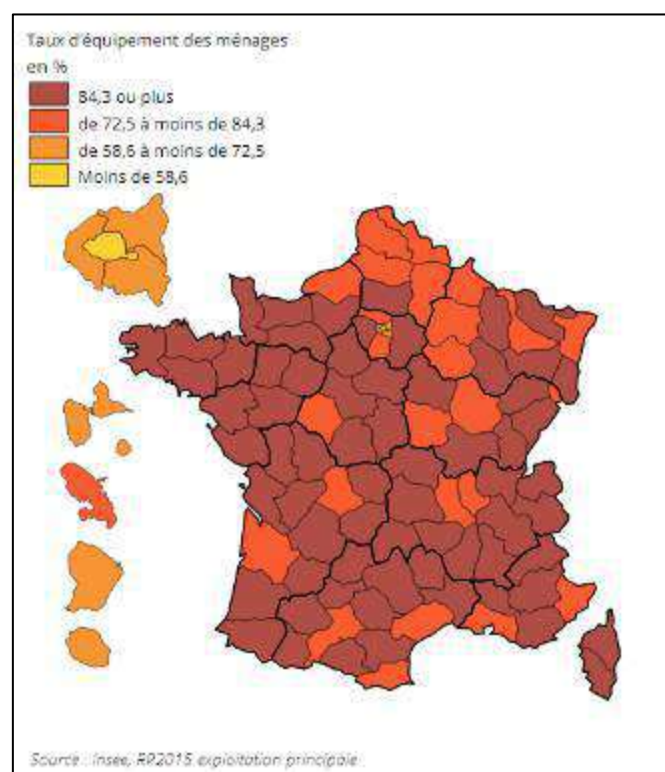 Taux d'équipement des ménages
en %
84,3 ou plus
de 72,5 à moins de 84,3
de 58,6 à moins de 72,5
Moins de 58,6
Source : Insee, RP2015 exploitation principale